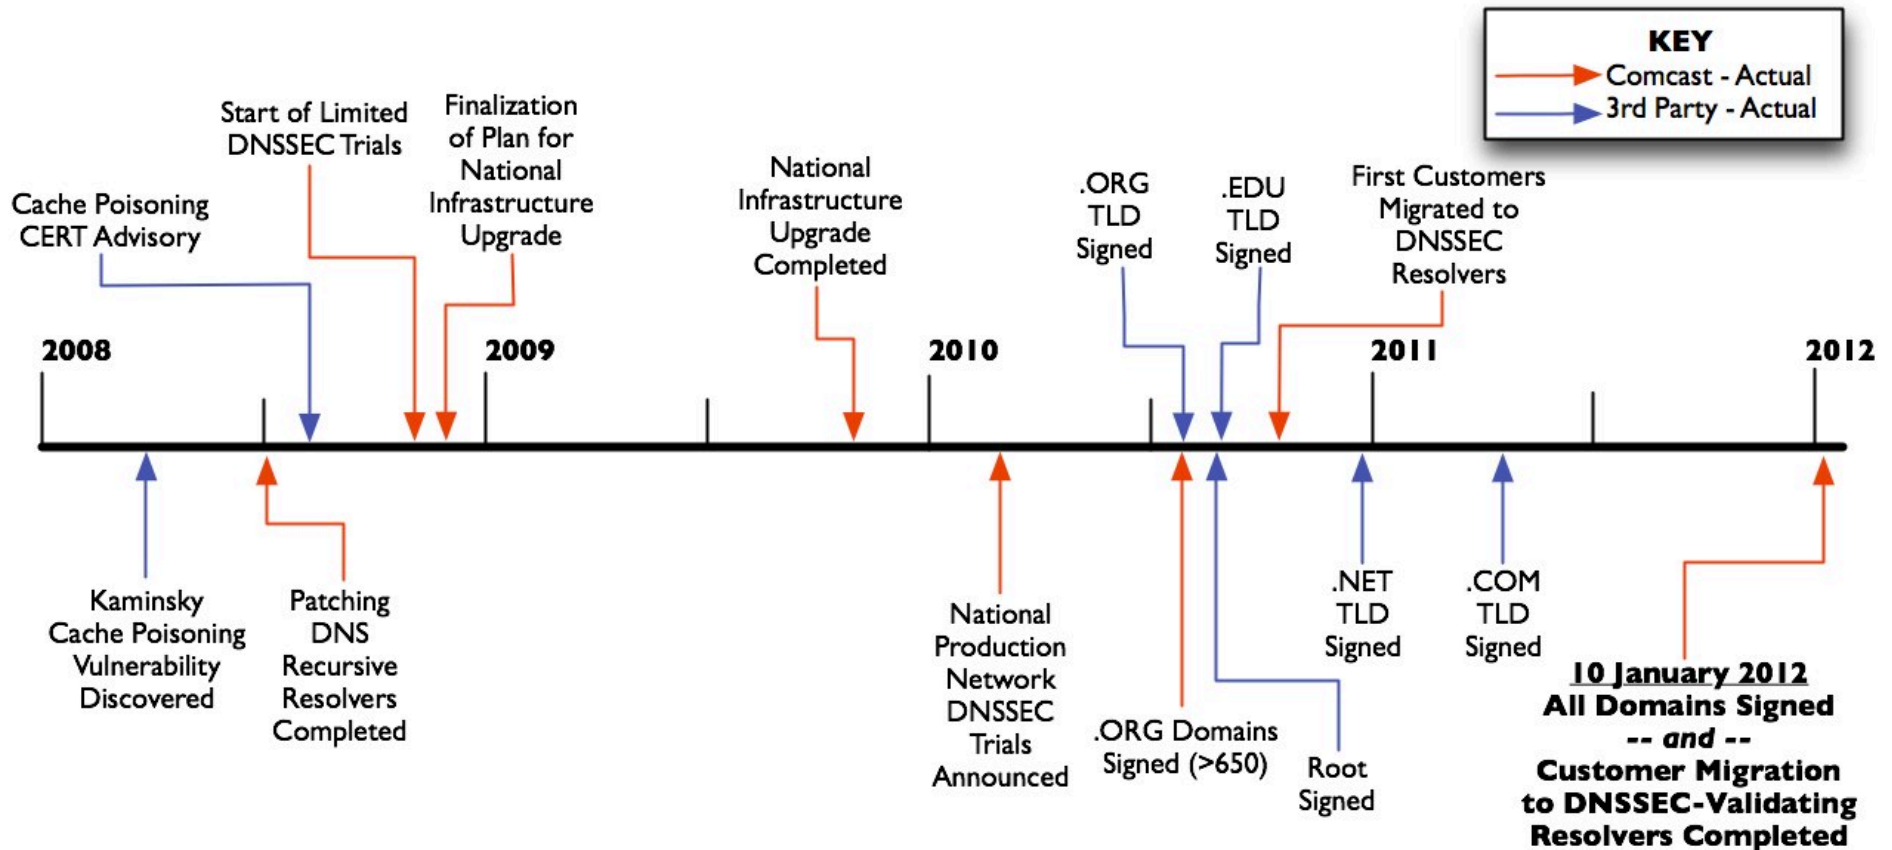 KEY
Comcast - Actual
3rd Party - Actual
Start of Limited
DNSSEC Trials
Finalization
of Plan for
National
Infrastructure
Upgrade
Cache Poisoning
CERT Advisory
National
Infrastructure
Upgrade
Completed
.ORG
TLD
Signed
.EDU
TLD
Signed
First Customers
Migrated to
DNSSEC
Resolvers
2008
2009
2010
2011
2012
Kaminsky
Cache Poisoning
Vulnerability
Discovered
Patching
DNS
Recursive
Resolvers
Completed
National
Production
Network
DNSSEC
Trials
Announced
.ORG Domains
Signed (>650)
Root
Signed
.NET
TLD
Signed
.COM
TLD
Signed
10 January 2012
All Domains Signed
-- and --
Customer Migration
to DNSSEC-Validating
Resolvers Completed